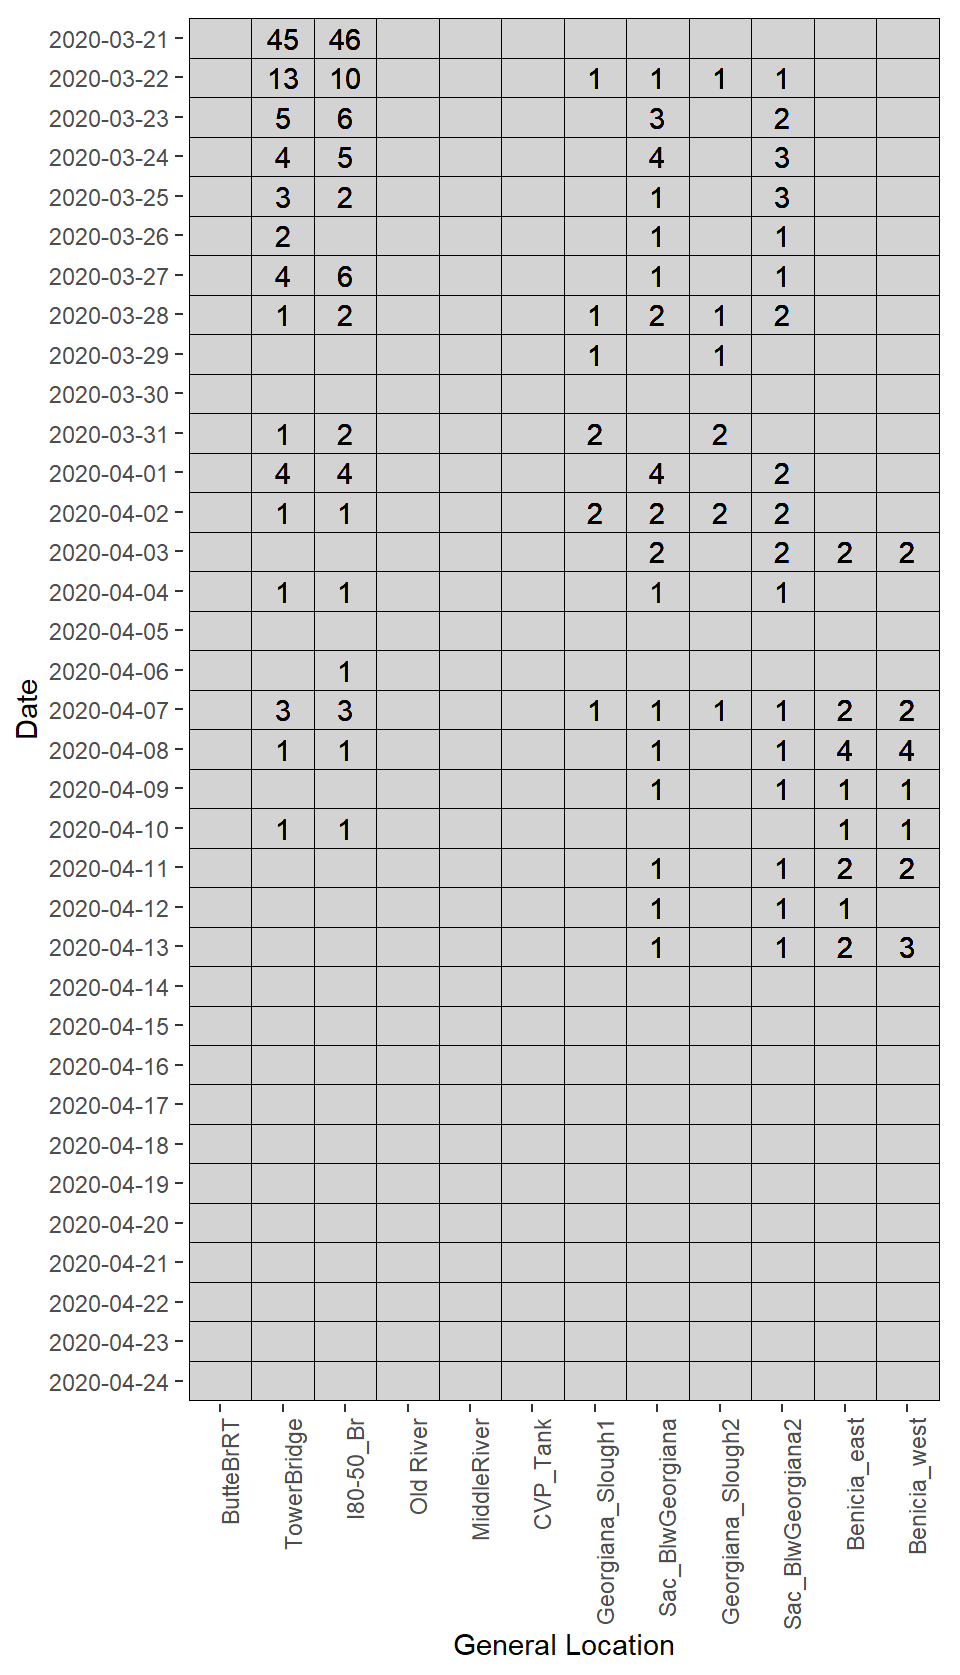 2020-03-21 45 46
2020-03-22 13 10 1 1 1 1
2020-03-23 5 6 3 2
2020-03-24 4 5 4 3
2020-03-25 3 2 1 3
2020-03-26 2 1 1
2020-03-27 4 6 1 1
2020-03-28 1 2 1 2 1 2
2020-03-29 1 1
2020-03-30
2020-03-31 1 2 2 2
2020-04-01 4 4 4 2
2020-04-02 1 1 2 2 2 2
2020-04-03 2 2 2 2
2020-04-04 1 1 1 1
2020-04-05
2020-04-06 1
2020-04-07 3 3 1 1 1 1 2 2
2020-04-08 1 1 1 1 4 4
2020-04-09 1 1 1 1
2020-04-10 1 1 1 1
2020-04-11 1 1 2 2
2020-04-12 1 1 1
2020-04-13 1 1 2 3
2020-04-14
2020-04-15
2020-04-16
2020-04-17
2020-04-18
2020-04-19
2020-04-20
2020-04-21
2020-04-22
2020-04-23
2020-04-24
Date
ButteBrRT
TowerBridge
I80-50_Br
Old River
MiddleRiver
CVP_Tank
Georgiana_Slough1
Sac_BlwGeorgiana
Georgiana_Slough2
Sac_BlwGeorgiana2
Benicia_east
Benicia_west
General Location